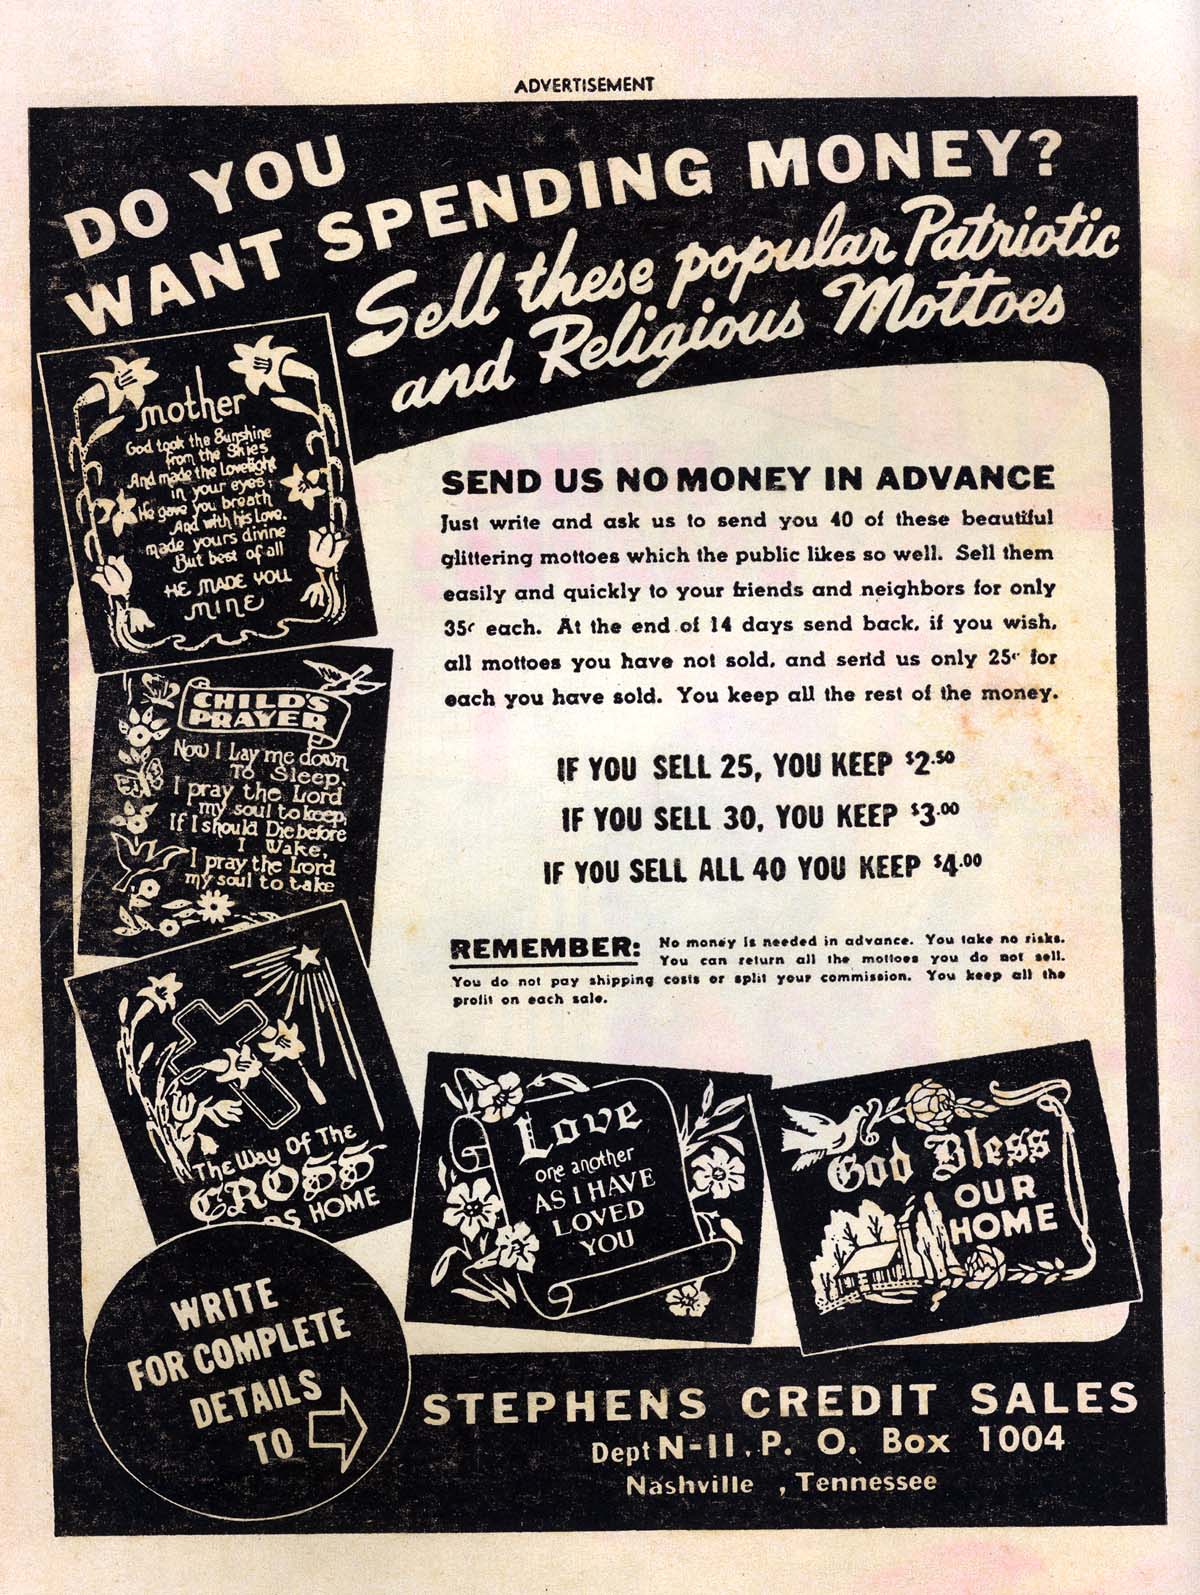 ADVERTISEMENT
DO YOU
WANT SPENDING MONEY?
Sell these popular Patriotic
and Religious Mottoes
mother
God took the Sunshine
from the Skies
And made the Lovelight
in your eyes,
He gave you breath
And with his Love.
made yours divine
But best of all
HE MADE YOU
MINE
SEND US NO MONEY IN ADVANCE
Just write and ask us to send you 40 of these beautiful
glittering mottoes which the public likes so well. Sell them
easily and quickly to your friends and neighbors for only
35¢ each. At the end of 14 days send back, if you wish,
all mottoes you have not sold, and send us only 25¢ for
each you have sold. You keep all the rest of the money.
CHILD'S
PRAYER
Now I Lay me down
To Sleep,
I pray the Lord
my soul to keep,
If I should Die before
I Wake,
I pray the Lord
my soul to take
IF YOU SELL 25, YOU KEEP $2.50
IF YOU SELL 30, YOU KEEP $3.00
IF YOU SELL ALL 40 YOU KEEP $4.00
REMEMBER: No money is needed in advance. You take no risks.
You can return all the mottoes you do not sell.
You do not pay shipping costs or split your commission. You keep all the
profit on each sale.
The Way Of The
CROSS
HOME
Love
one another
AS I HAVE
LOVED
YOU
God Bless
OUR
HOME
WRITE
FOR COMPLETE
DETAILS
TO
STEPHENS CREDIT SALES
Dept N-11, P. O. Box 1004
Nashville , Tennessee